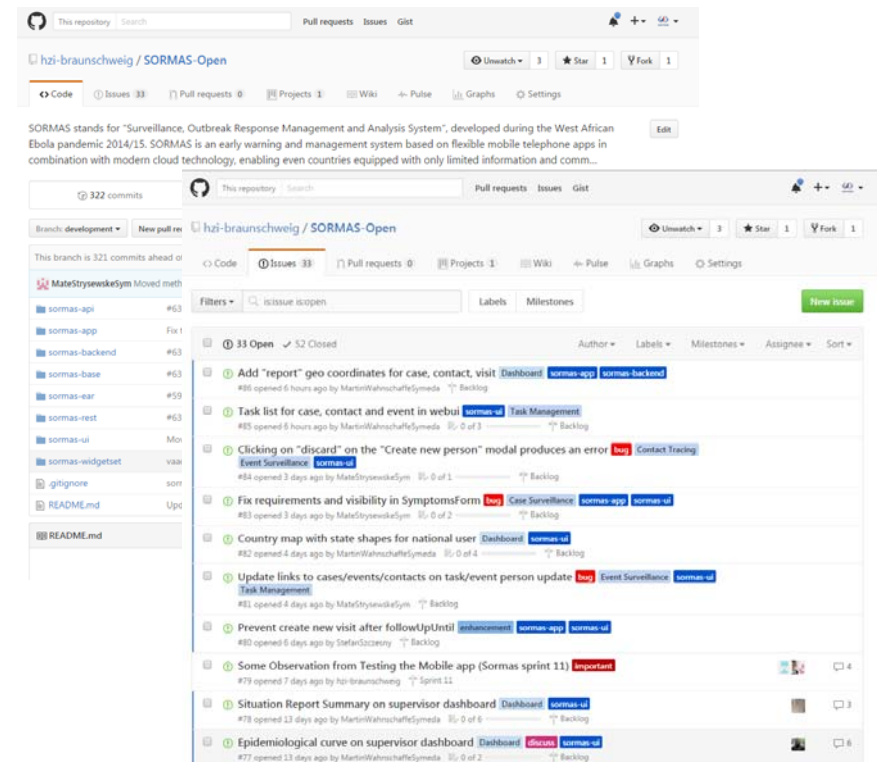 This repository Search Pull requests Issues Gist
hzi-braunschweig / SORMAS-Open Unwatch 3 Star 1 Fork 1
Code Issues 33 Pull requests 0 Projects 1 Wiki Pulse Graphs Settings
SORMAS stands for "Surveillance, Outbreak Response Management and Analysis System", developed during the West African Edit
Ebola pandemic 2014/15. SORMAS is an early warning and management system based on flexible mobile telephone apps in
combination with modern cloud technology, enabling even countries equipped with only limited information and comm...
322 commits
Branch: development New pull re
This branch is 321 commits ahead o
MateStrysewskeSym Moved meth
sormas-api #63
sormas-app Fix t
sormas-backend #63
sormas-base #63
sormas-ear #59
sormas-rest #63
sormas-ui Mo
sormas-widgetset vaa
.gitignore som
README.md Upd
README.md
This repository Search Pull requests Issues Gist
hzi-braunschweig / SORMAS-Open Unwatch 3 Star 1 Fork 1
Code Issues 33 Pull requests 0 Projects 1 Wiki Pulse Graphs Settings
Filters is:issue is:open Labels Milestones New issue
33 Open 52 Closed Author Labels Milestones Assignee Sort
Add "report" geo coordinates for case, contact, visit Dashboard sormas-app sormas-backend
#86 opened 6 hours ago by MartinWahnschaffeSymeda Backlog
Task list for case, contact and event in webui sormas-ui Task Management
#85 opened 6 hours ago by MartinWahnschaffeSymeda 0 of 3 Backlog
Clicking on "discard" on the "Create new person" modal produces an error bug Contact Tracing
Event Surveillance sormas-ui
#84 opened 3 days ago by MateStrysewskeSym 0 of 1 Backlog
Fix requirements and visibility in SymptomsForm bug Case Surveillance sormas-app sormas-ui
#83 opened 3 days ago by MateStrysewskeSym 0 of 2 Backlog
Country map with state shapes for national user Dashboard sormas-ui
#82 opened 4 days ago by MartinWahnschaffeSymeda 0 of 4 Backlog
Update links to cases/events/contacts on task/event person update bug Event Surveillance sormas-ui
Task Management
#81 opened 4 days ago by MateStrysewskeSym Backlog
Prevent create new visit after followUpUntil enhancement sormas-app sormas-ui
#80 opened 6 days ago by StefanSzczesny Backlog
Some Observation from Testing the Mobile app (Sormas sprint 11) important 4
#79 opened 7 days ago by hzi-braunschweig Sprint 11
Situation Report Summary on supervisor dashboard Dashboard sormas-ui 3
#78 opened 13 days ago by MartinWahnschaffeSymeda 0 of 6 Backlog
Epidemiological curve on supervisor dashboard Dashboard discuss sormas-ui 6
#77 opened 13 days ago by MartinWahnschaffeSymeda 0 of 2 Backlog